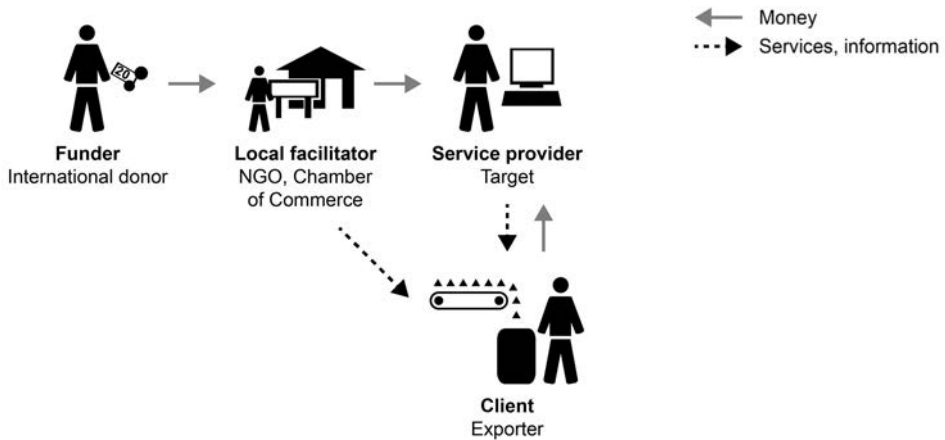 Money
Services, information
20
Funder
International donor
Local facilitator
NGO, Chamber
of Commerce
Service provider
Target
Client
Exporter